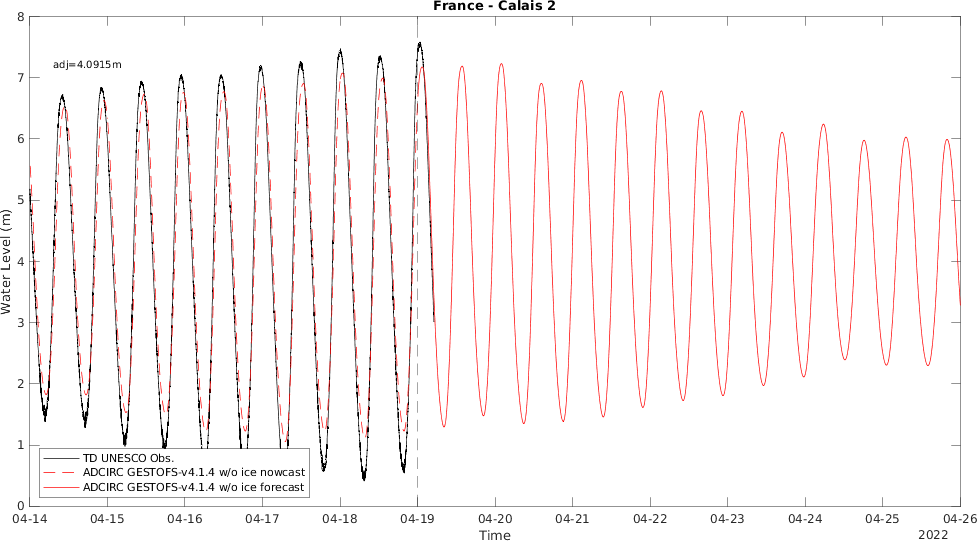 France - Calais 2
8
adj=4.0915m
7
6
5
4
3
2
1
0
Water Level (m)
TD UNESCO Obs.
ADCIRC GESTOFS-v4.1.4 w/o ice nowcast
ADCIRC GESTOFS-v4.1.4 w/o ice forecast
04-14 04-15 04-16 04-17 04-18 04-19 04-20 04-21 04-22 04-23 04-24 04-25 04-26
Time
2022